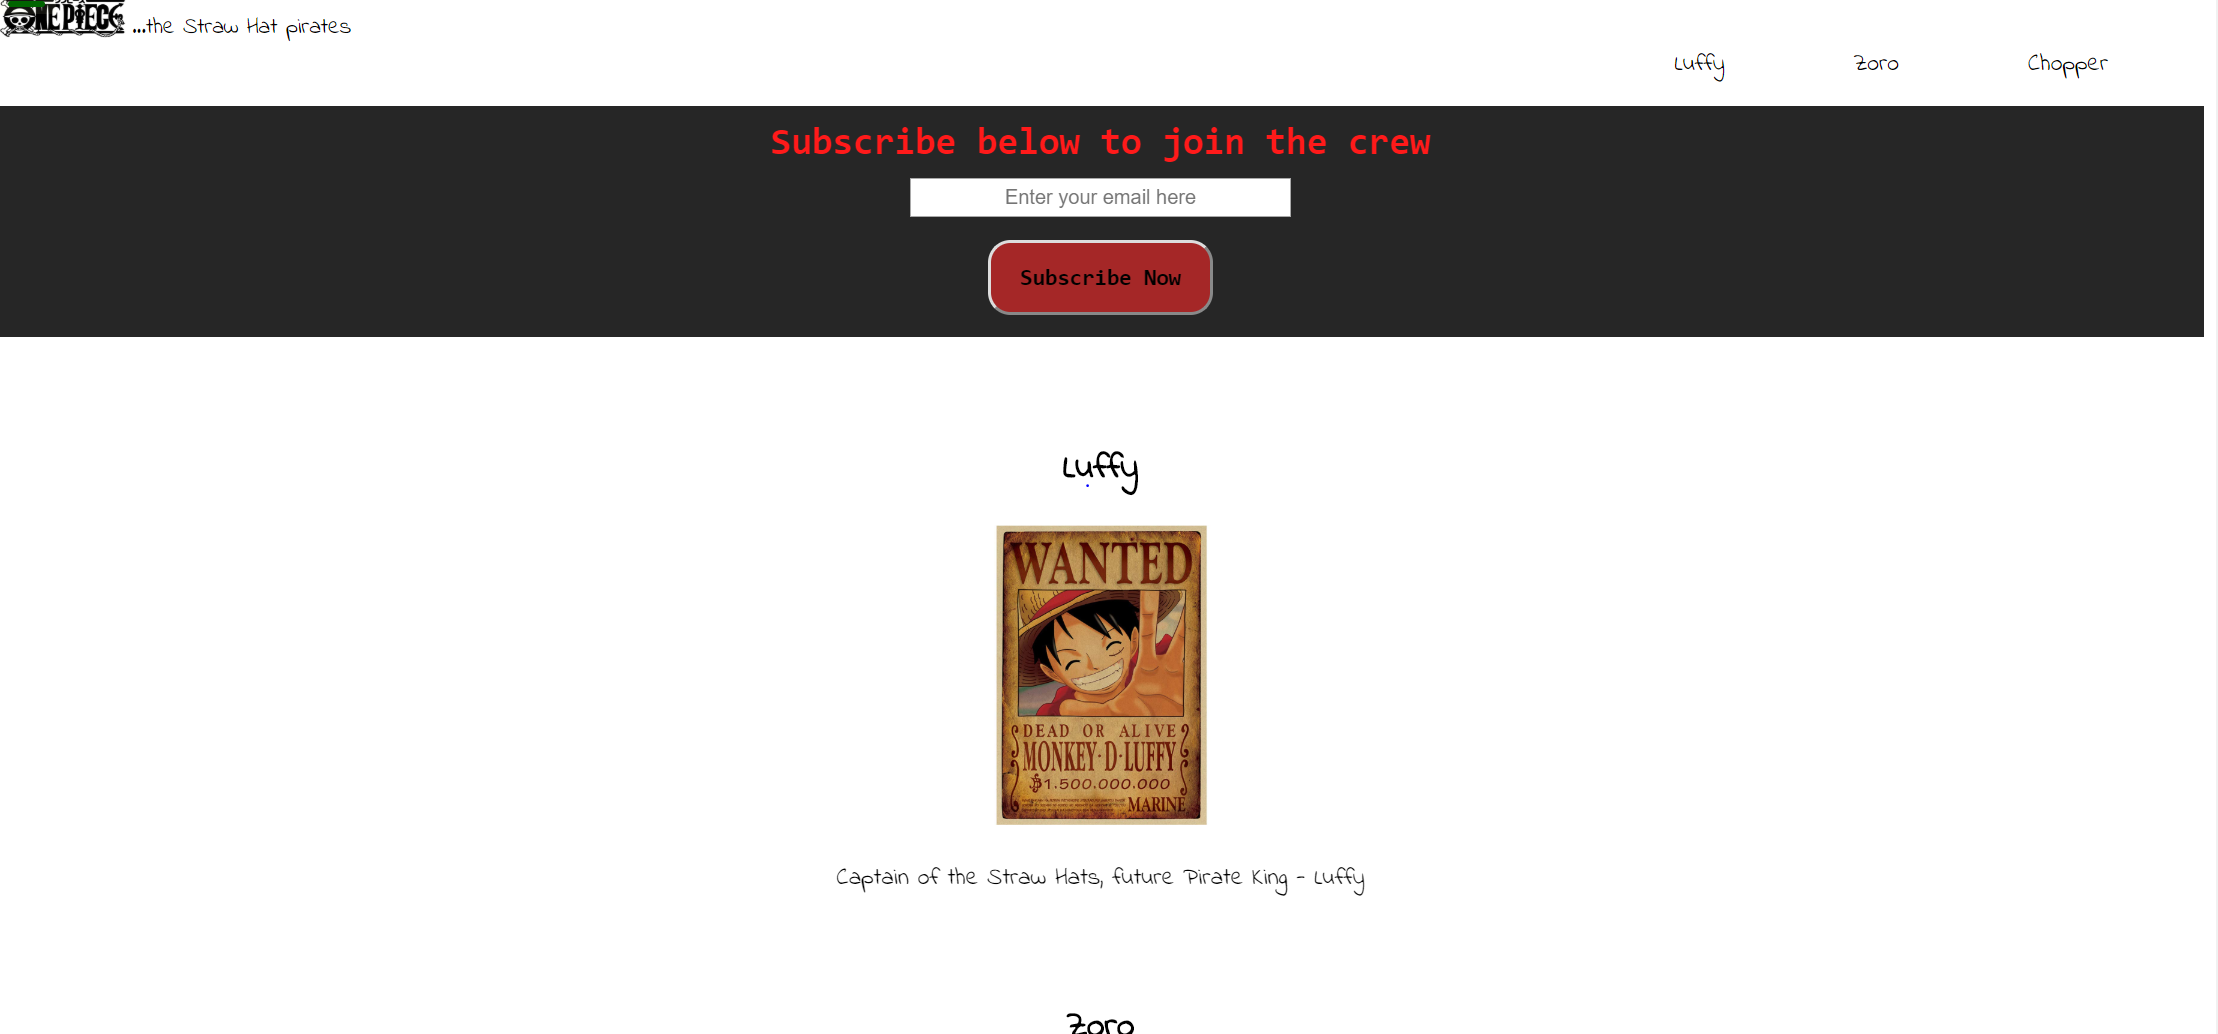 ONE PIECE ...the Straw Hat pirates
Luffy Zoro Chopper
Subscribe below to join the crew
Enter your email here
Subscribe Now
Luffy
WANTED
DEAD OR ALIVE
MONKEY·D·LUFFY
฿1.500.000.000
MARINE
Captain of the Straw Hats, future Pirate King - Luffy
Zoro